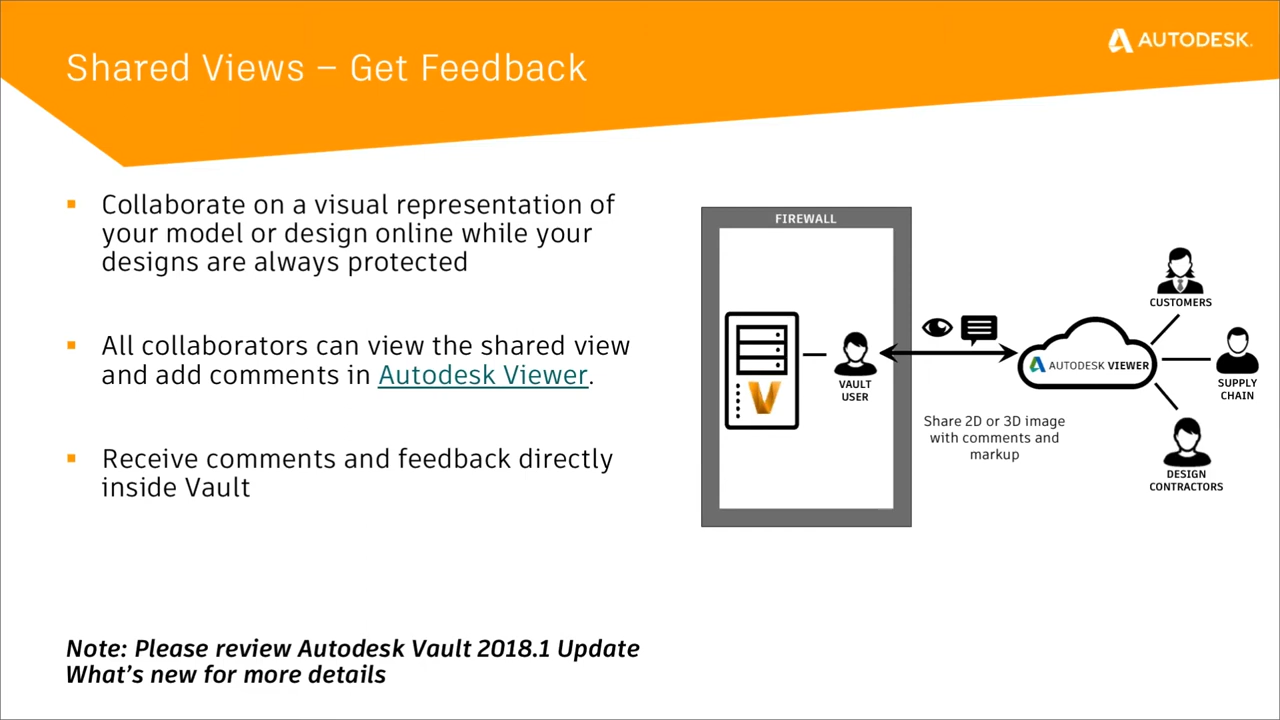 AUTODESK.
Shared Views – Get Feedback
▪ Collaborate on a visual representation of
your model or design online while your
designs are always protected
▪ All collaborators can view the shared view
and add comments in Autodesk Viewer.
▪ Receive comments and feedback directly
inside Vault
FIREWALL
VAULT
USER
AUTODESK VIEWER
CUSTOMERS
SUPPLY
CHAIN
DESIGN
CONTRACTORS
Share 2D or 3D image
with comments and
markup
Note: Please review Autodesk Vault 2018.1 Update
What’s new for more details